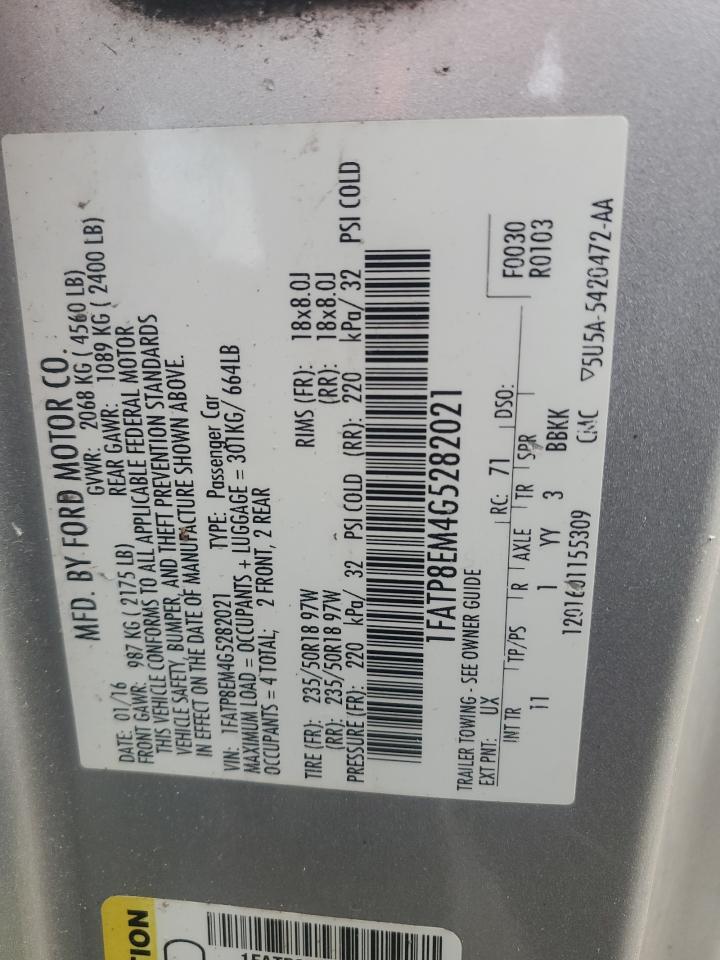 MFD. BY FORD MOTOR CO.
DATE: 01/16 GVWR: 2068 KG ( 4560 LB)
FRONT GAWR: 987 KG ( 2175 LB) REAR GAWR: 1089 KG ( 2400 LB)
THIS VEHICLE CONFORMS TO ALL APPLICABLE FEDERAL MOTOR
VEHICLE SAFETY, BUMPER, AND THEFT PREVENTION STANDARDS
IN EFFECT ON THE DATE OF MANUFACTURE SHOWN ABOVE.
VIN: 1FATP8EM4G5282021 TYPE: Passenger Car
MAXIMUM LOAD = OCCUPANTS + LUGGAGE = 301KG/ 664LB
OCCUPANTS = 4 TOTAL; 2 FRONT, 2 REAR
TIRE (FR): 235/50R18 97W RIMS (FR): 18x8.0J
(RR): 235/50R18 97W (RR): 18x8.0J
PRESSURE (FR): 220 kPa/ 32 PSI COLD (RR): 220 kPa/ 32 PSI COLD
1FATP8EM4G5282021
TRAILER TOWING - SEE OWNER GUIDE
F0030
EXT PNT: UX RC: 71 DSO: R0103
INT TR TP/PS R AXLE TR SPR
11 1 YY 3 BBKK
1201601155309 CMC ▽5U5A-5420472-AA